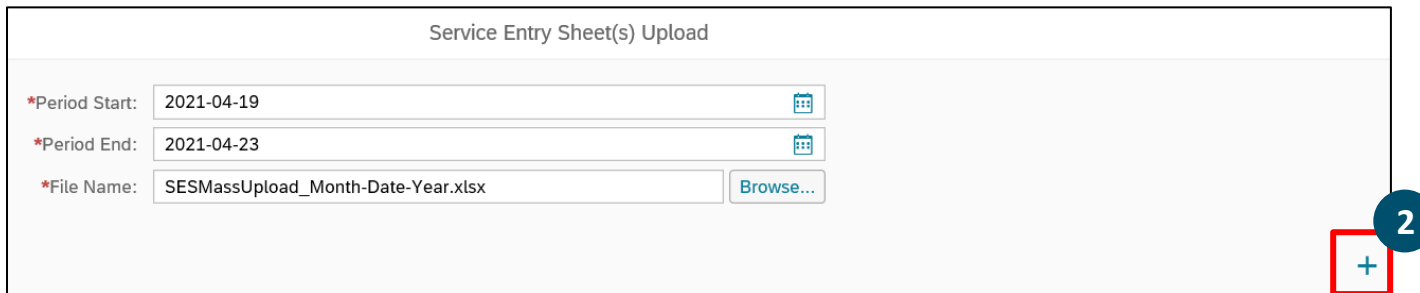 Service Entry Sheet(s) Upload
*Period Start: 2021-04-19
*Period End: 2021-04-23
*File Name: SESMassUpload_Month-Date-Year.xlsx Browse...
2
+